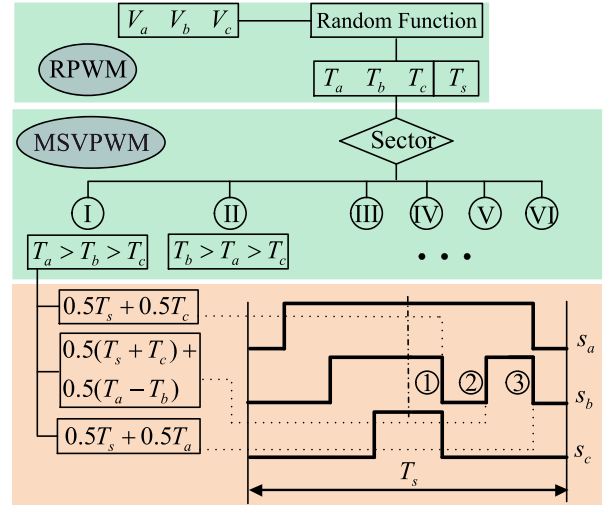 V_a V_b V_c
Random Function
RPWM
T_a T_b T_c T_s
MSVPWM
Sector
I II III IV V VI
T_a > T_b > T_c
T_b > T_a > T_c
• • •
0.5T_s + 0.5T_c
0.5(T_s + T_c) +
0.5(T_a − T_b)
0.5T_s + 0.5T_a
s_a
① ② ③
s_b
s_c
T_s